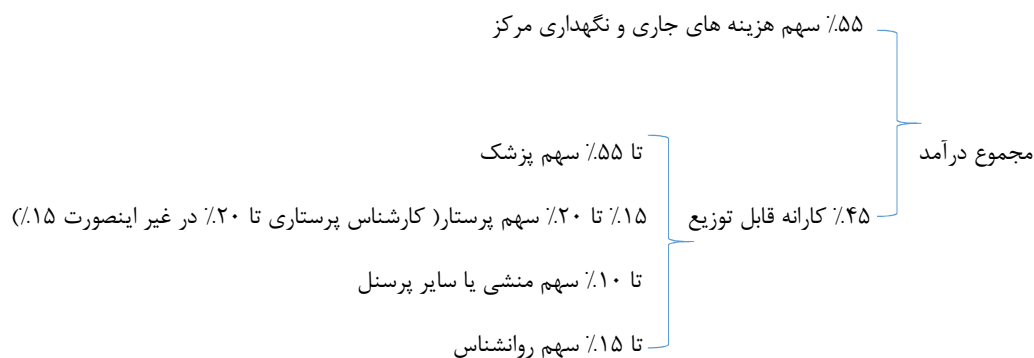 ۵۵٪ سهم هزینه های جاری و نگهداری مرکز
مجموع درآمد
تا ۵۵٪ سهم پزشک
۴۵٪ کارانه قابل توزیع
۱۵٪ تا ۲۰٪ سهم پرستار( کارشناس پرستاری تا ۲۰٪ در غیر اینصورت ۱۵٪)
تا ۱۰٪ سهم منشی یا سایر پرسنل
تا ۱۵٪ سهم روانشناس